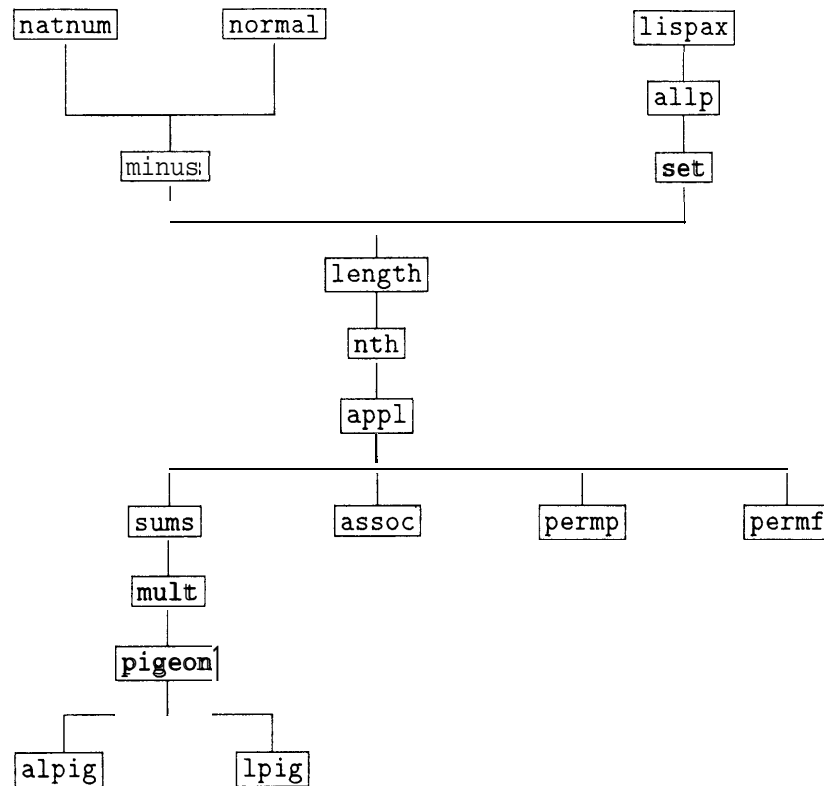 natnum normal lispax
allp
minus set
length
nth
appl
sums assoc permp permf
mult
pigeon
alpig lpig